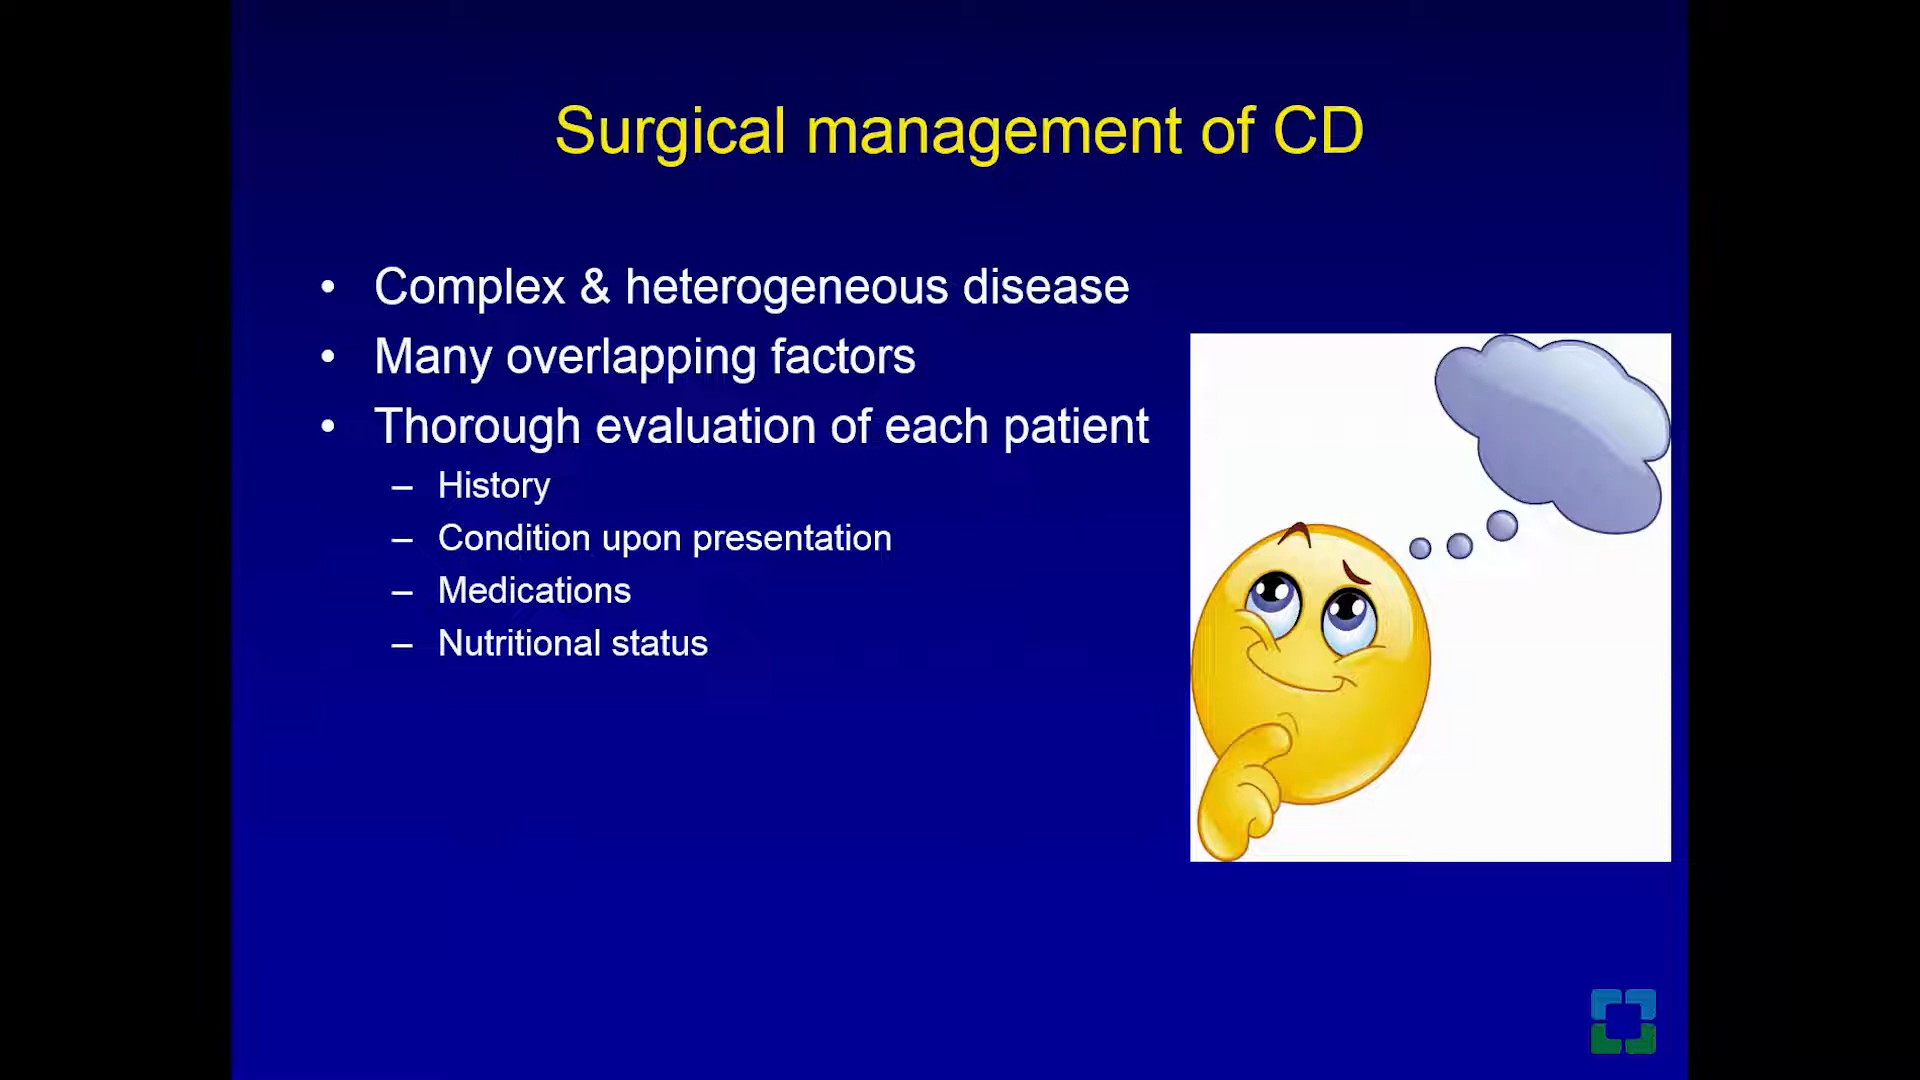 Surgical management of CD
• Complex & heterogeneous disease
• Many overlapping factors
• Thorough evaluation of each patient
– History
– Condition upon presentation
– Medications
– Nutritional status